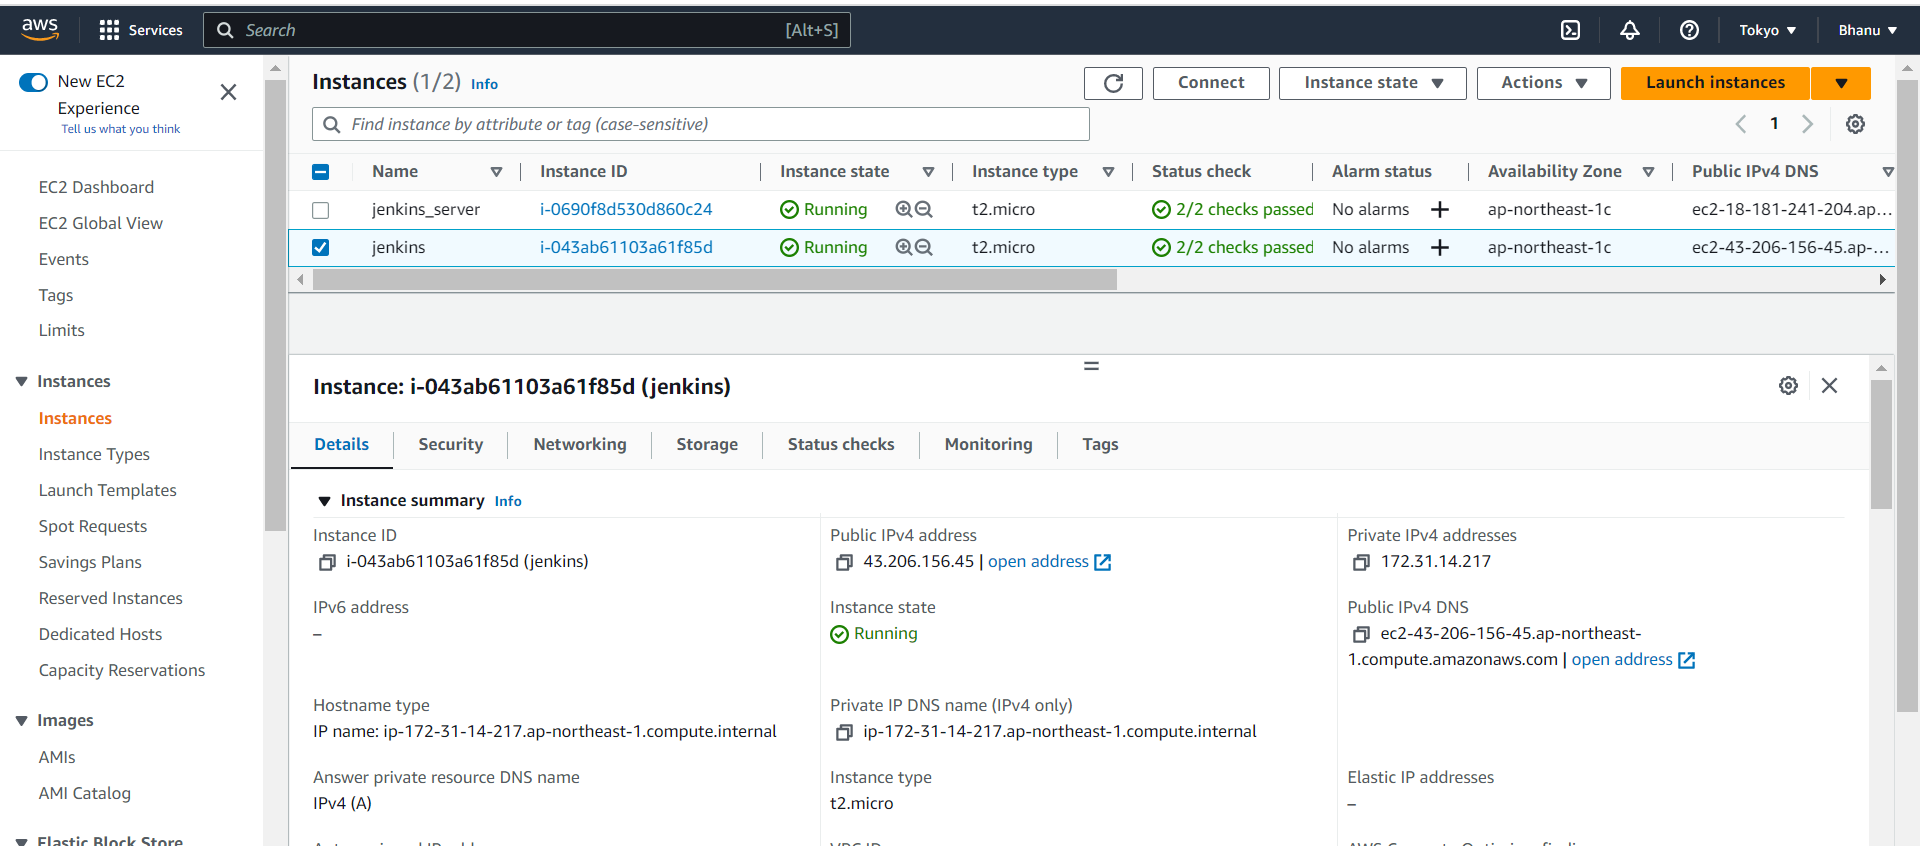 aws
Services
Search [Alt+S]
Tokyo
Bhanu
New EC2
Experience
Tell us what you think
EC2 Dashboard
EC2 Global View
Events
Tags
Limits
Instances
Instances
Instance Types
Launch Templates
Spot Requests
Savings Plans
Reserved Instances
Dedicated Hosts
Capacity Reservations
Images
AMIs
AMI Catalog
Elastic Block Store
Instances (1/2) Info
Connect
Instance state
Actions
Launch instances
Find instance by attribute or tag (case-sensitive)
1
Name Instance ID Instance state Instance type Status check Alarm status Availability Zone Public IPv4 DNS
jenkins_server i-0690f8d530d860c24 Running t2.micro 2/2 checks passed No alarms + ap-northeast-1c ec2-18-181-241-204.ap...
jenkins i-043ab61103a61f85d Running t2.micro 2/2 checks passed No alarms + ap-northeast-1c ec2-43-206-156-45.ap-...
Instance: i-043ab61103a61f85d (jenkins)
Details Security Networking Storage Status checks Monitoring Tags
Instance summary Info
Instance ID
i-043ab61103a61f85d (jenkins)
Public IPv4 address
43.206.156.45 | open address
Private IPv4 addresses
172.31.14.217
IPv6 address
–
Instance state
Running
Public IPv4 DNS
ec2-43-206-156-45.ap-northeast-
1.compute.amazonaws.com | open address
Hostname type
IP name: ip-172-31-14-217.ap-northeast-1.compute.internal
Private IP DNS name (IPv4 only)
ip-172-31-14-217.ap-northeast-1.compute.internal
Answer private resource DNS name
IPv4 (A)
Instance type
t2.micro
Elastic IP addresses
–